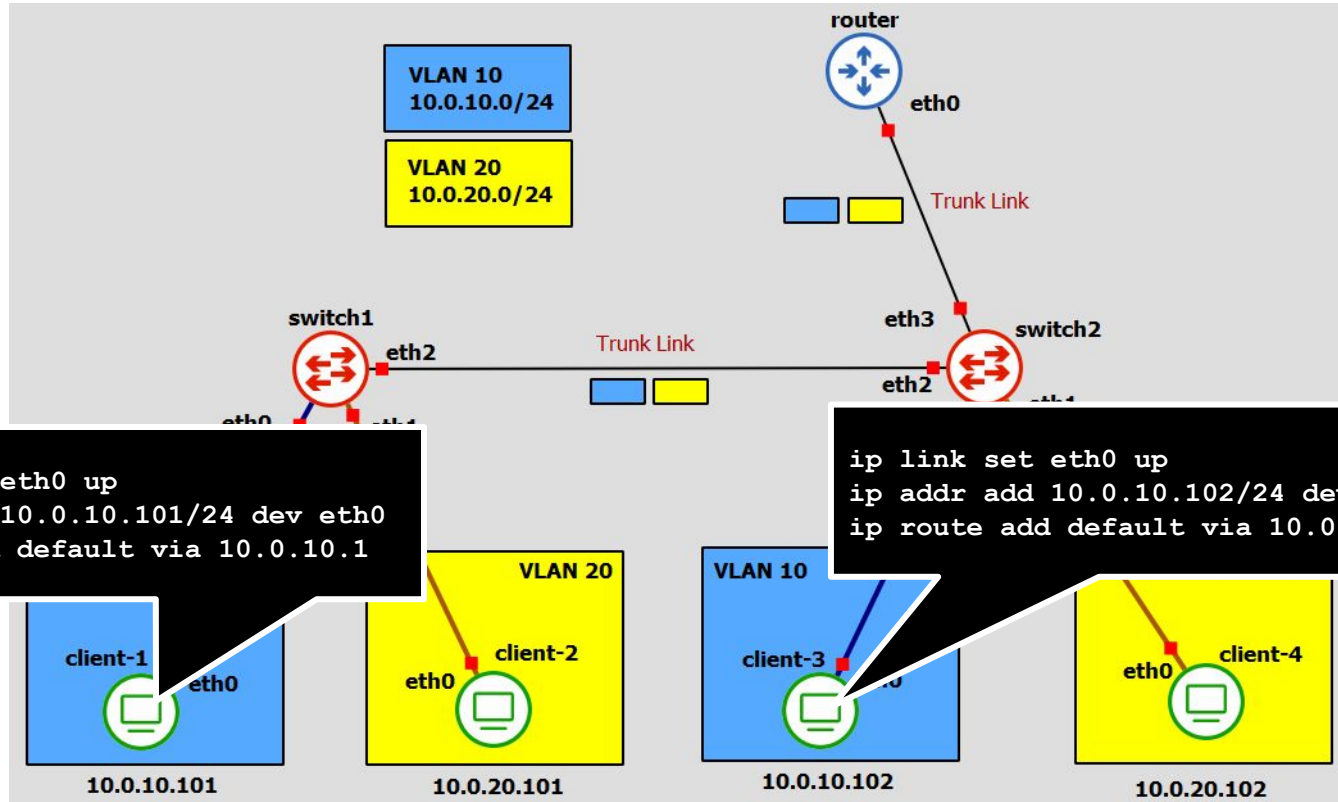 router
VLAN 10
10.0.10.0/24
eth0
VLAN 20
10.0.20.0/24
Trunk Link
switch1
eth3
switch2
eth2
Trunk Link
eth2
eth0 up
10.0.10.101/24 dev eth0
default via 10.0.10.1
ip link set eth0 up
ip addr add 10.0.10.102/24 de
ip route add default via 10.0
VLAN 20
VLAN 10
client-1
eth0
client-2
eth0
client-3
client-4
eth0
10.0.10.101
10.0.20.101
10.0.10.102
10.0.20.102